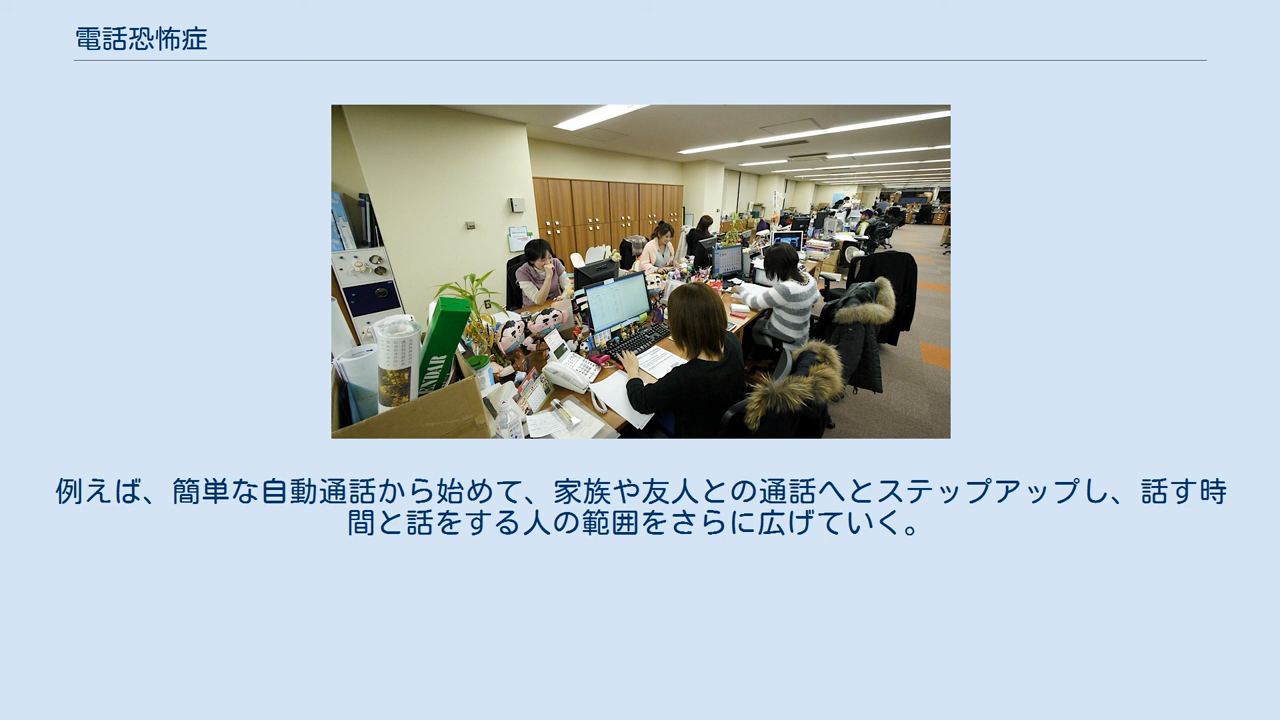 電話恐怖症
例えば、簡単な自動通話から始めて、家族や友人との通話へとステップアップし、話す時
間と話をする人の範囲をさらに広げていく。